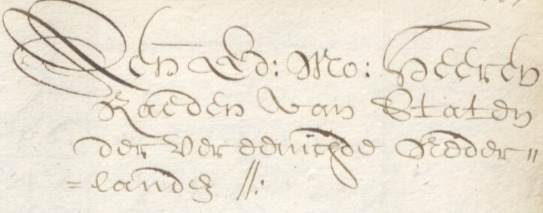 Den Ed: Mo: Heeren
Raeden van Staten
der Vereenichde Neder=
=landen //: